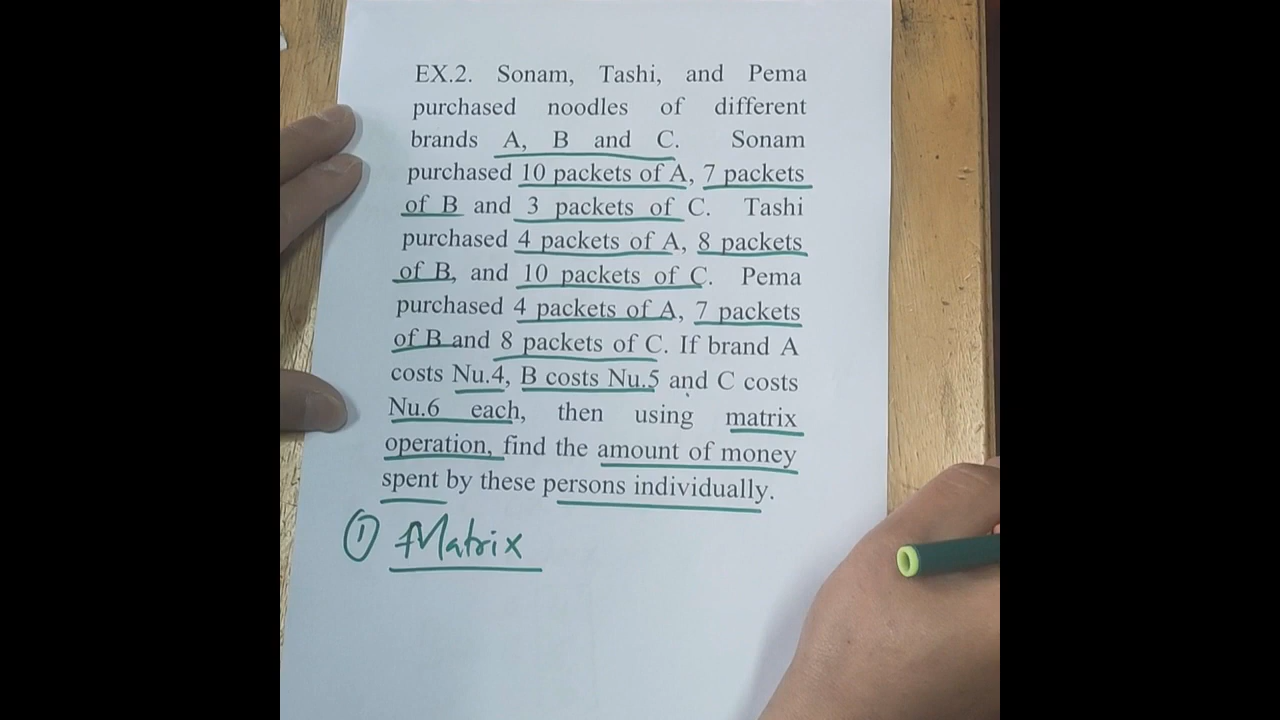 EX.2. Sonam, Tashi, and Pema
purchased noodles of different
brands A, B and C. Sonam
purchased 10 packets of A, 7 packets
of B and 3 packets of C. Tashi
purchased 4 packets of A, 8 packets
of B, and 10 packets of C. Pema
purchased 4 packets of A, 7 packets
of B and 8 packets of C. If brand A
costs Nu.4, B costs Nu.5 and C costs
Nu.6 each, then using matrix
operation, find the amount of money
spent by these persons individually.
① Matrix